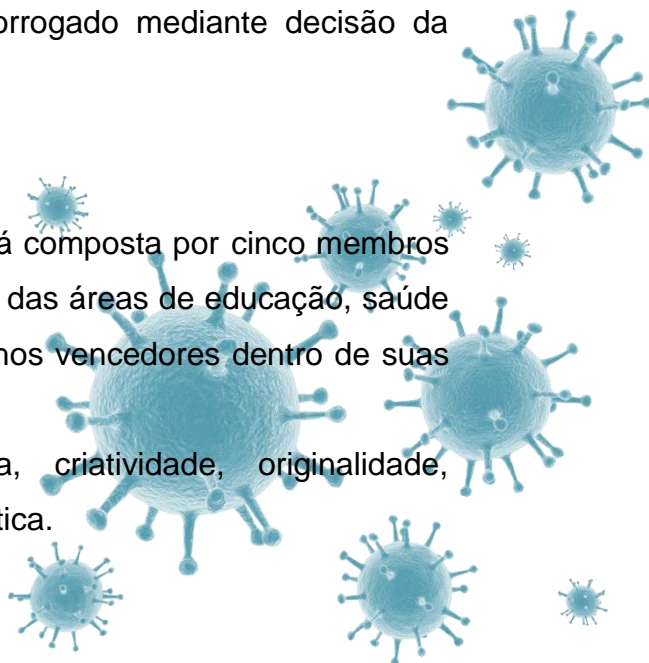 orrogado mediante decisão da
á composta por cinco membros
das áreas de educação, saúde
nos vencedores dentro de suas
a, criatividade, originalidade,
tica.